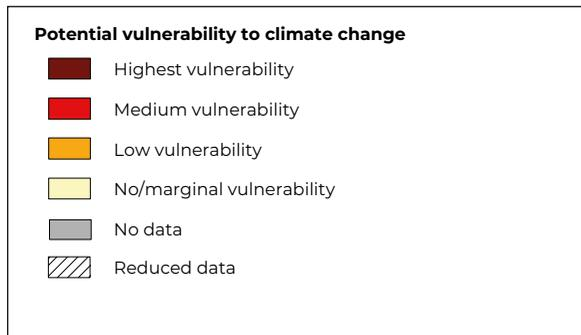 Potential vulnerability to climate change
Highest vulnerability
Medium vulnerability
Low vulnerability
No/marginal vulnerability
No data
Reduced data